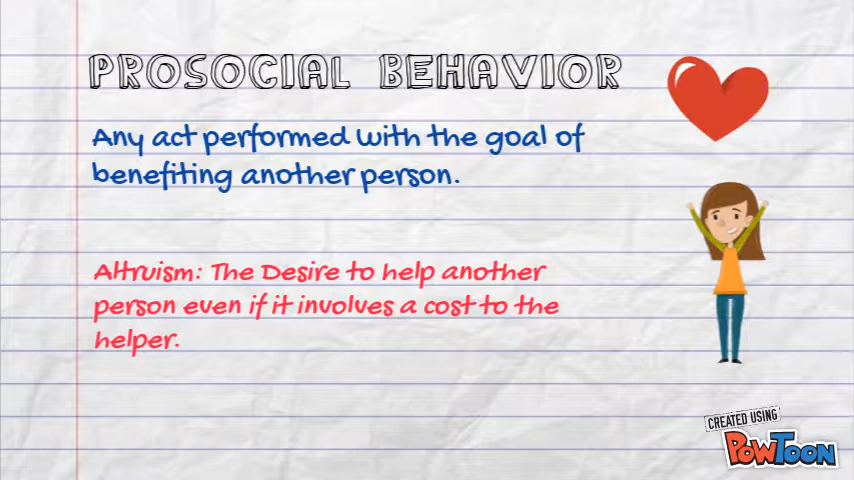 PROSOCIAL BEHAVIOR
Any act performed with the goal of
benefiting another person.
Altruism: The Desire to help another
person even if it involves a cost to the
helper.
CREATED USING
POWTOON